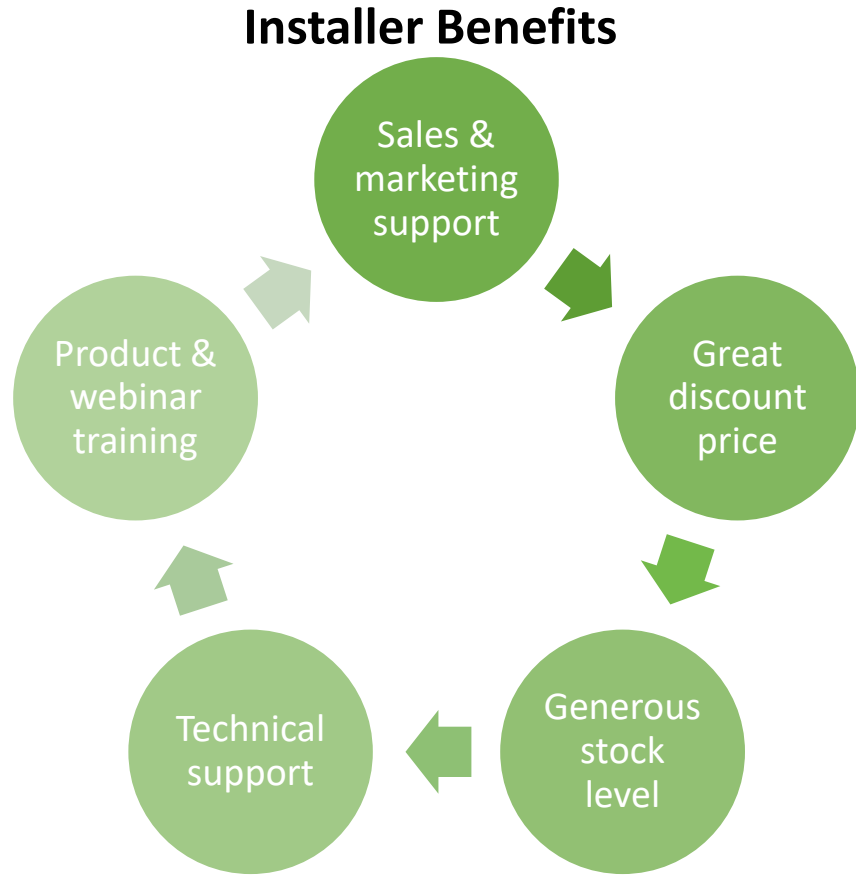 Installer Benefits
Sales &
marketing
support
Great
discount
price
Generous
stock
level
Technical
support
Product &
webinar
training